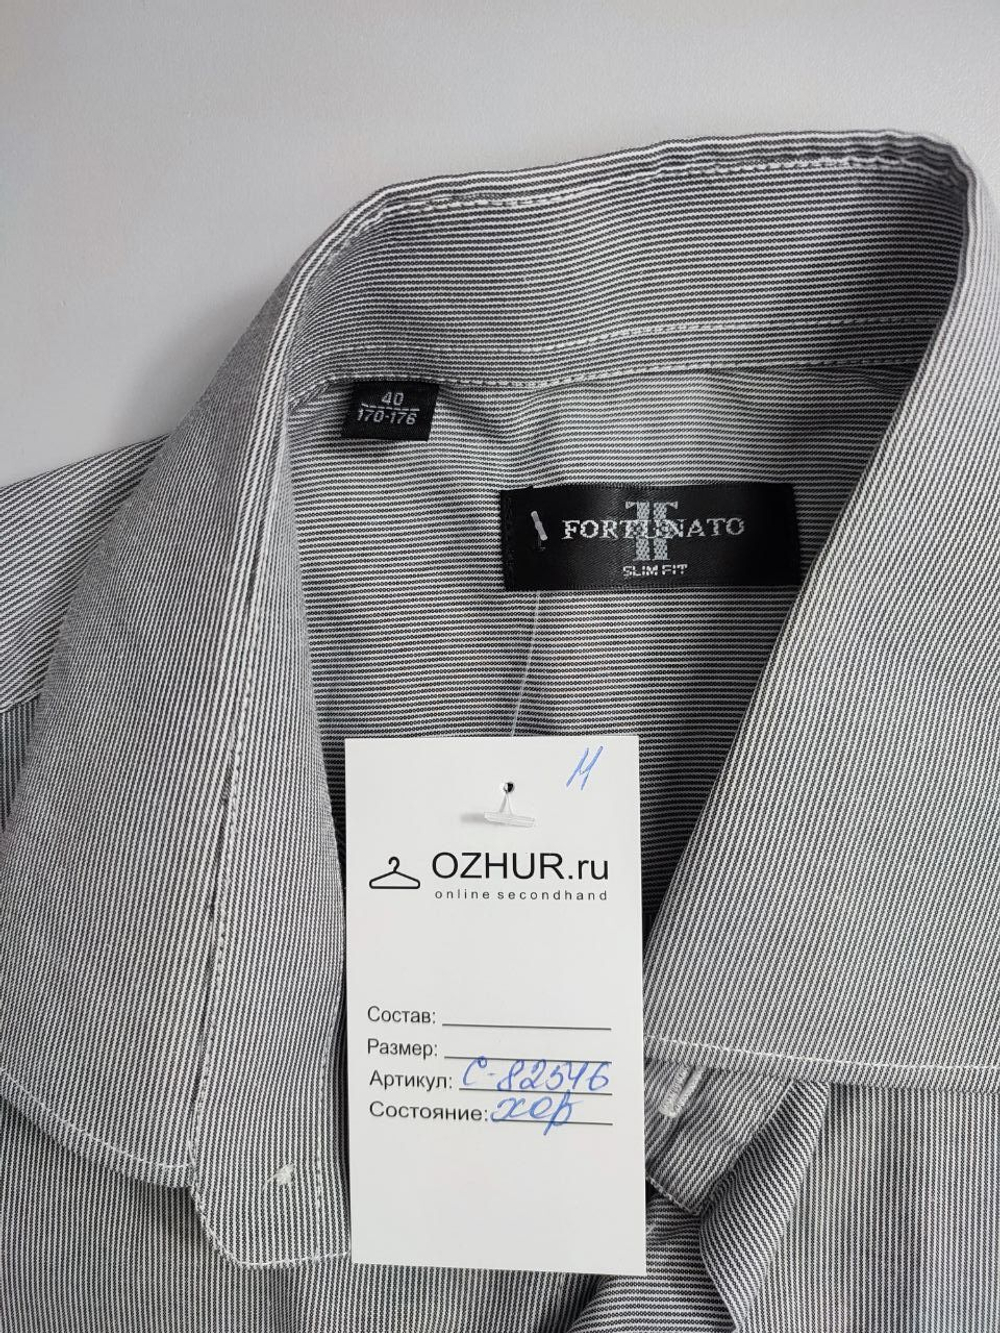 40
170-176
FORTUNATO
SLIM FIT
М
OZHUR.ru
online secondhand
Состав:
Размер:
Артикул: С-82546
Состояние: хор